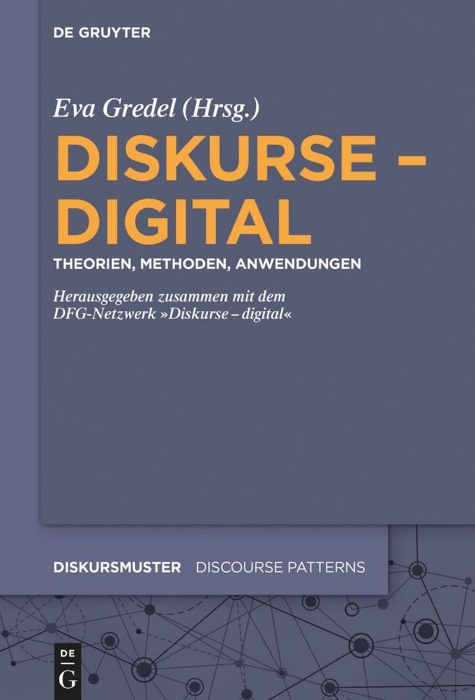 DE GRUYTER
Eva Gredel (Hrsg.)
DISKURSE –
DIGITAL
THEORIEN, METHODEN, ANWENDUNGEN
Herausgegeben zusammen mit dem
DFG-Netzwerk »Diskurse – digital«
DISKURSMUSTER DISCOURSE PATTERNS
DE
G